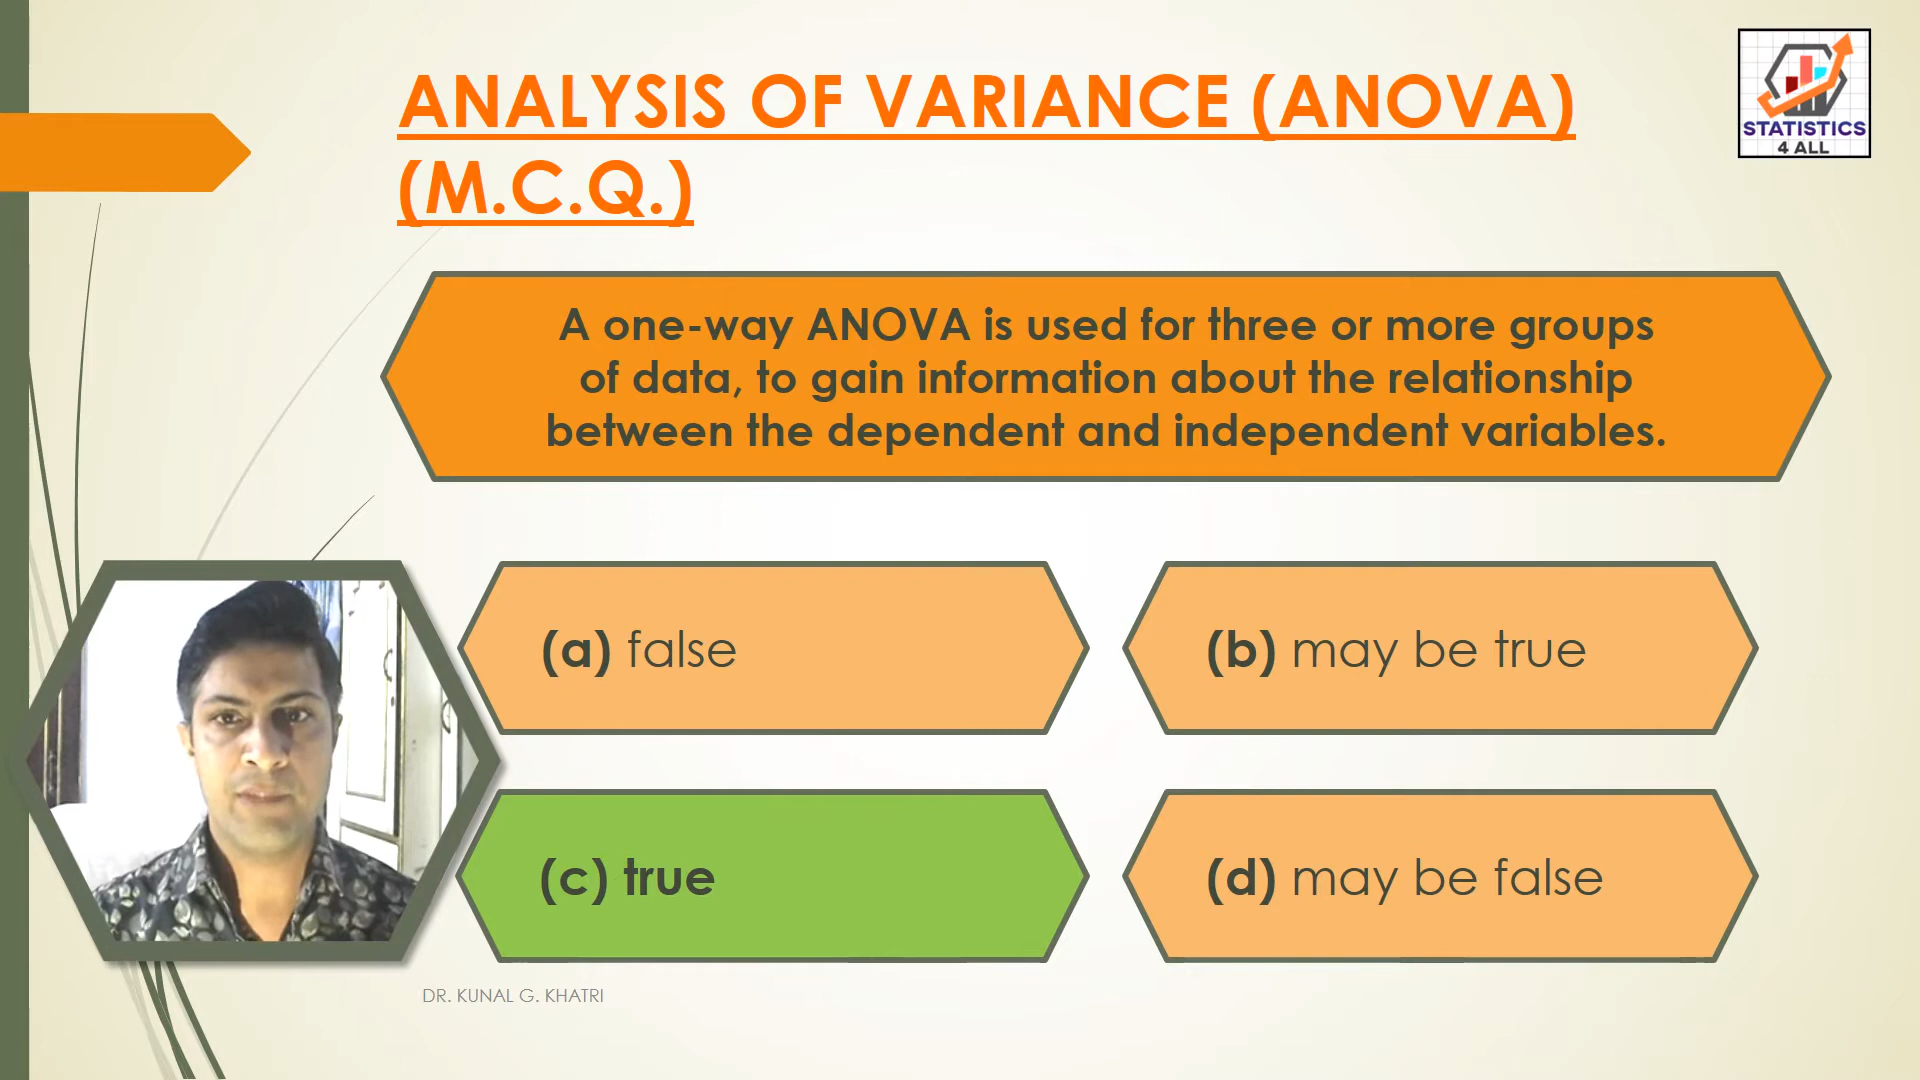 ANALYSIS OF VARIANCE (ANOVA)
(M.C.Q.)
STATISTICS
4 ALL
A one-way ANOVA is used for three or more groups
of data, to gain information about the relationship
between the dependent and independent variables.
(a) false
(b) may be true
(c) true
(d) may be false
DR. KUNAL G. KHATRI